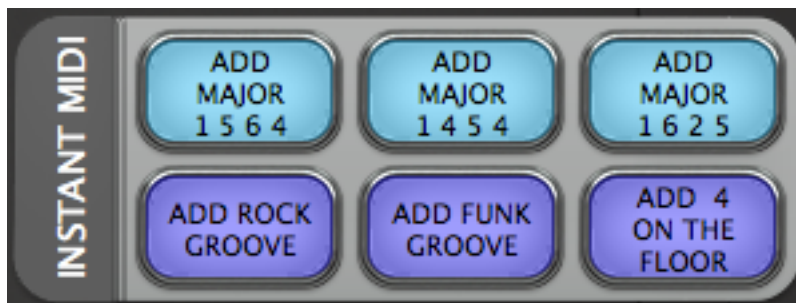 INSTANT MIDI
ADD
MAJOR
1 5 6 4
ADD
MAJOR
1 4 5 4
ADD
MAJOR
1 6 2 5
ADD ROCK
GROOVE
ADD FUNK
GROOVE
ADD 4
ON THE
FLOOR